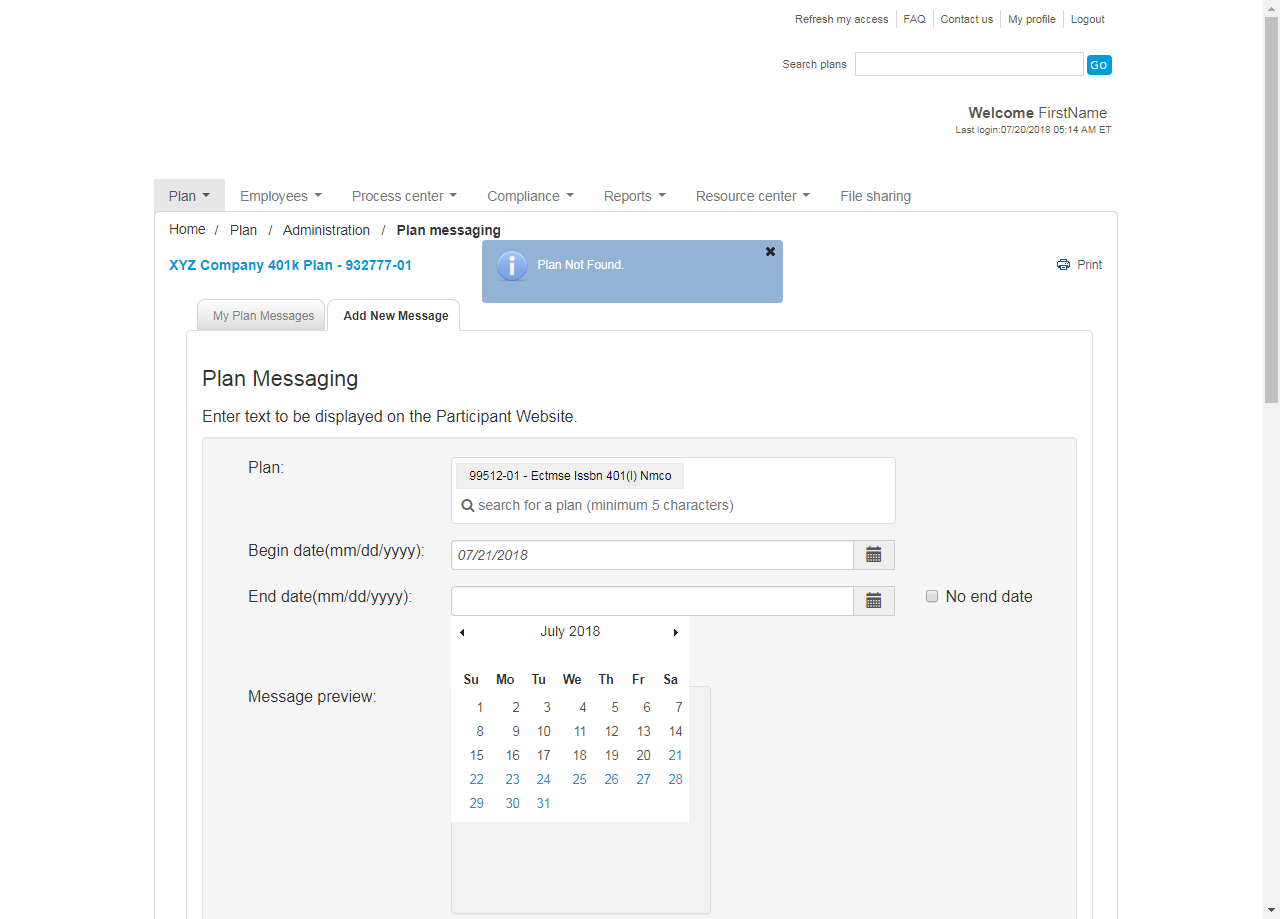 Refresh my access FAQ Contact us My profile Logout
Search plans Go
Welcome FirstName
Last login:07/20/2018 05:14 AM ET
Plan Employees Process center Compliance Reports Resource center File sharing
Home / Plan / Administration / Plan messaging
XYZ Company 401k Plan - 932777-01
Plan Not Found.
Print
My Plan Messages Add New Message
Plan Messaging
Enter text to be displayed on the Participant Website.
Plan:
99512-01 - Ectmse Issbn 401(I) Nmco
search for a plan (minimum 5 characters)
Begin date(mm/dd/yyyy): 07/21/2018
End date(mm/dd/yyyy): No end date
July 2018
Su Mo Tu We Th Fr Sa
Message preview:
1 2 3 4 5 6 7
8 9 10 11 12 13 14
15 16 17 18 19 20 21
22 23 24 25 26 27 28
29 30 31